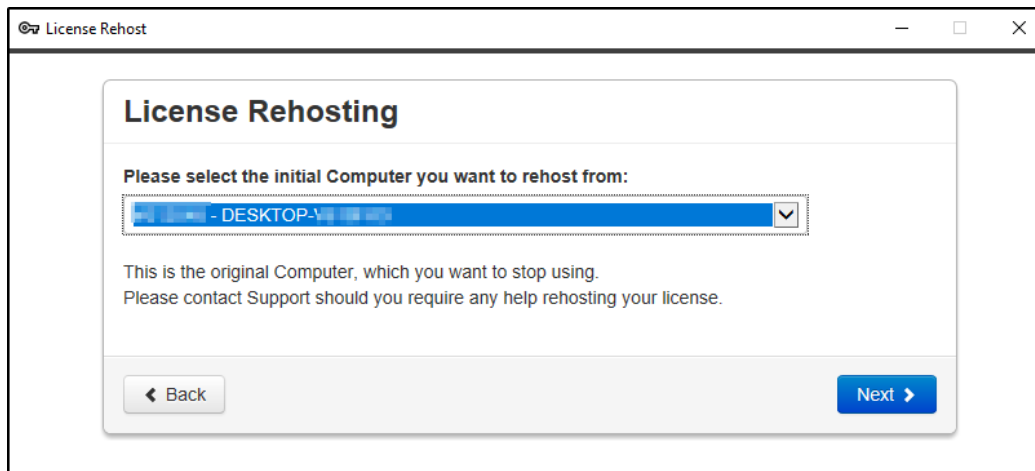 License Rehost
License Rehosting
Please select the initial Computer you want to rehost from:
- DESKTOP-
This is the original Computer, which you want to stop using.
Please contact Support should you require any help rehosting your license.
Back
Next